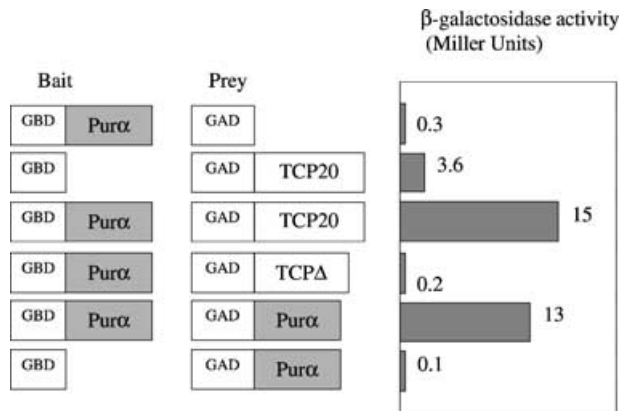 β-galactosidase activity
(Miller Units)
Bait Prey
GBD Purα GAD 0.3
GBD GAD TCP20 3.6
GBD Purα GAD TCP20 15
GBD Purα GAD TCPΔ 0.2
GBD Purα GAD Purα 13
GBD GAD Purα 0.1